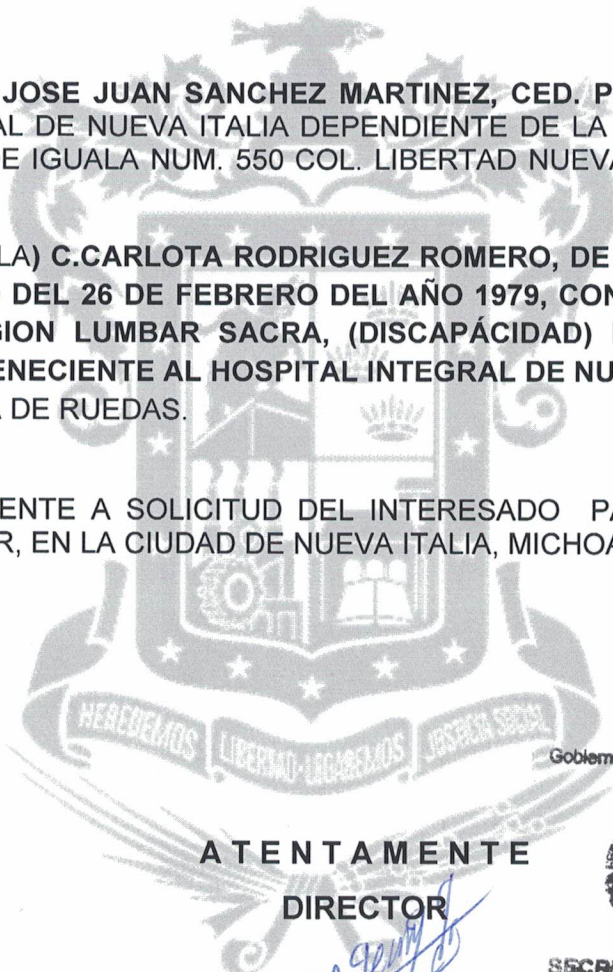 JOSE JUAN SANCHEZ MARTINEZ, CED. P
AL DE NUEVA ITALIA DEPENDIENTE DE LA
E IGUALA NUM. 550 COL. LIBERTAD NUEVA
LA) C.CARLOTA RODRIGUEZ ROMERO, DE
DEL 26 DE FEBRERO DEL AÑO 1979, CON
GION LUMBAR SACRA, (DISCAPÁCIDAD)
ENECIENTE AL HOSPITAL INTEGRAL DE NU
A DE RUEDAS.
ENTE A SOLICITUD DEL INTERESADO PA
R, EN LA CIUDAD DE NUEVA ITALIA, MICHOA
HEREDEMOS LIBERTAD·LEGAREMOS JUSTICIA SOCIAL
Gobiern
ATENTAMENTE
DIRECTOR
SECR